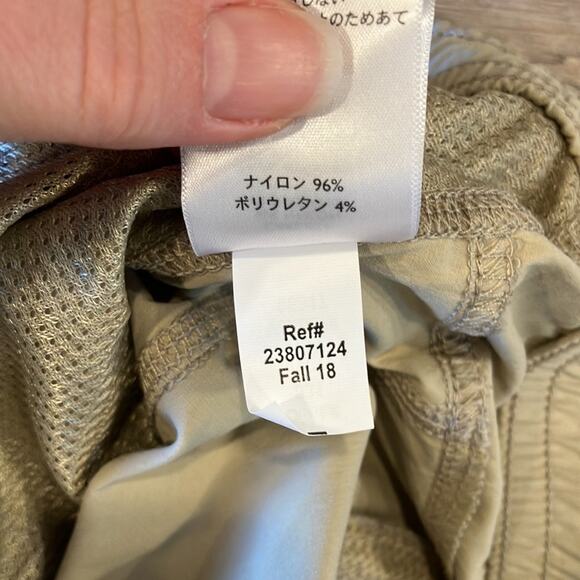 のためあて
ナイロン 96%
ポリウレタン 4%
Ref#
23807124
Fall 18